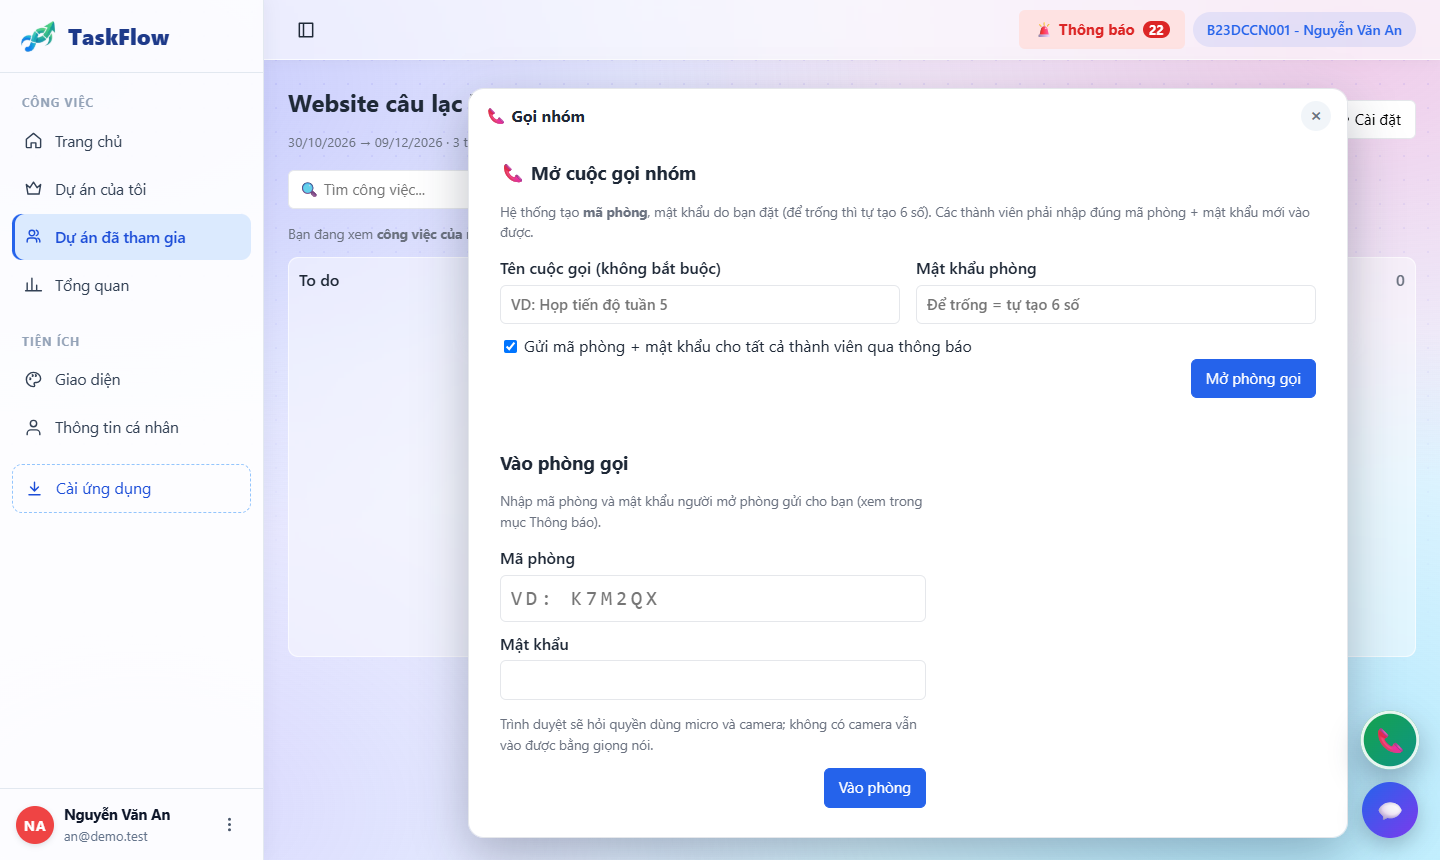 TaskFlow
CÔNG VIỆC
Trang chủ
Dự án của tôi
Dự án đã tham gia
Tổng quan
TIỆN ÍCH
Giao diện
Thông tin cá nhân
Cài ứng dụng
NA
Nguyễn Văn An
an@demo.test
Thông báo 22
B23DCCN001 - Nguyễn Văn An
Website câu lạc
30/10/2026 → 09/12/2026 · 3 t
Cài đặt
Tìm công việc...
Bạn đang xem công việc của
To do
0
Gọi nhóm
×
Mở cuộc gọi nhóm
Hệ thống tạo mã phòng, mật khẩu do bạn đặt (để trống thì tự tạo 6 số). Các thành viên phải nhập đúng mã phòng + mật khẩu mới vào
được.
Tên cuộc gọi (không bắt buộc)
Mật khẩu phòng
VD: Họp tiến độ tuần 5
Để trống = tự tạo 6 số
Gửi mã phòng + mật khẩu cho tất cả thành viên qua thông báo
Mở phòng gọi
Vào phòng gọi
Nhập mã phòng và mật khẩu người mở phòng gửi cho bạn (xem trong
mục Thông báo).
Mã phòng
VD: K7M2QX
Mật khẩu
Trình duyệt sẽ hỏi quyền dùng micro và camera; không có camera vẫn
vào được bằng giọng nói.
Vào phòng